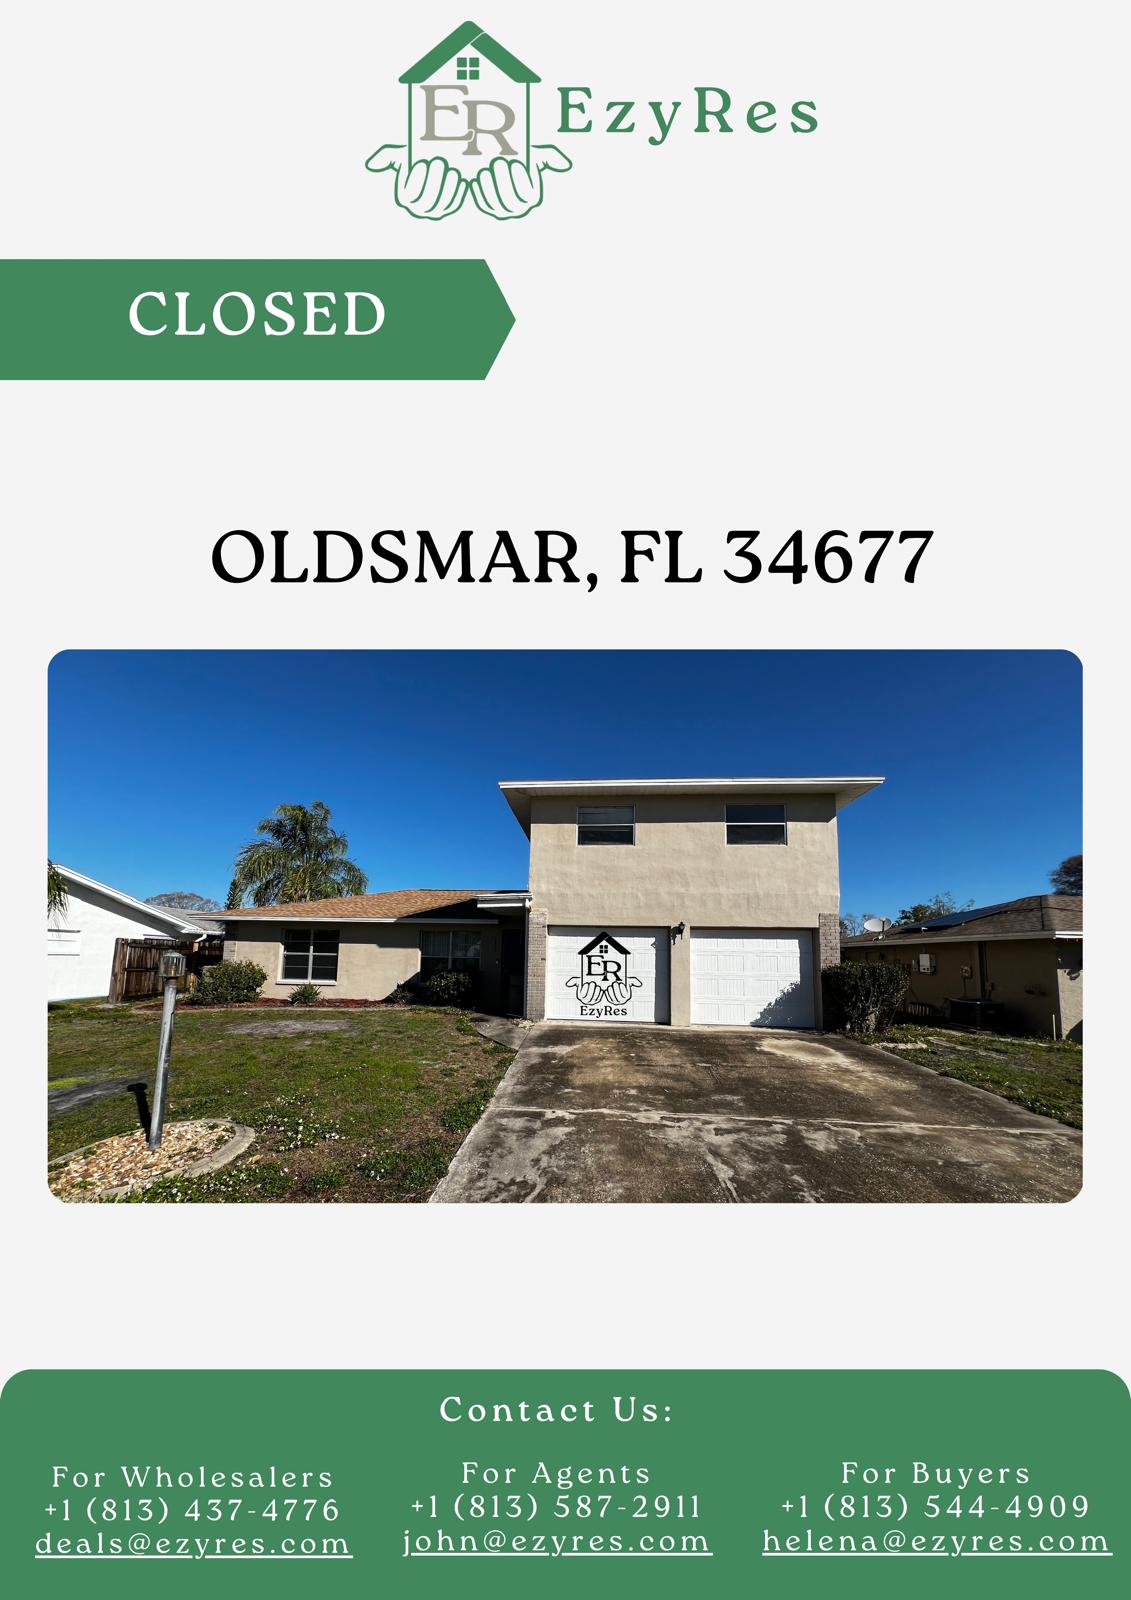 ER
EzyRes
CLOSED
OLDSMAR, FL 34677
ER
EzyRes
Contact Us:
For Wholesalers
+1 (813) 437-4776
deals@ezyres.com
For Agents
+1 (813) 587-2911
john@ezyres.com
For Buyers
+1 (813) 544-4909
helena@ezyres.com